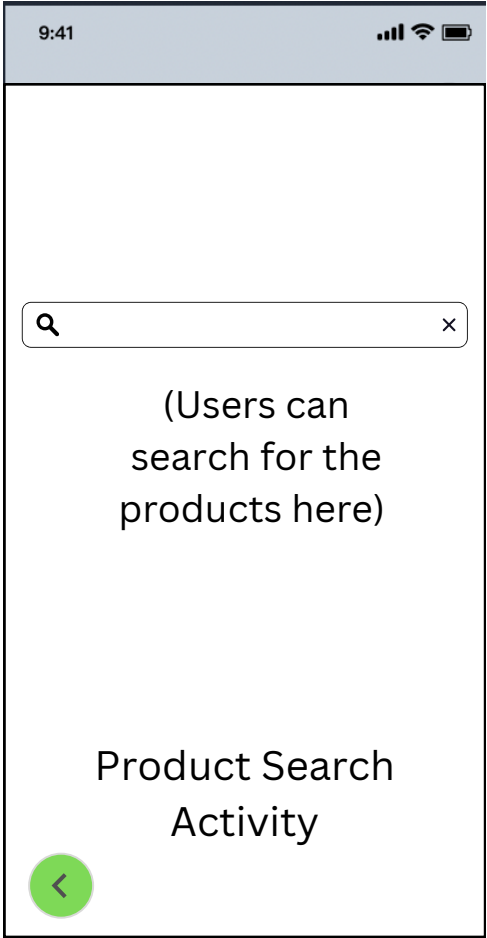 9:41
(Users can
search for the
products here)
Product Search
Activity